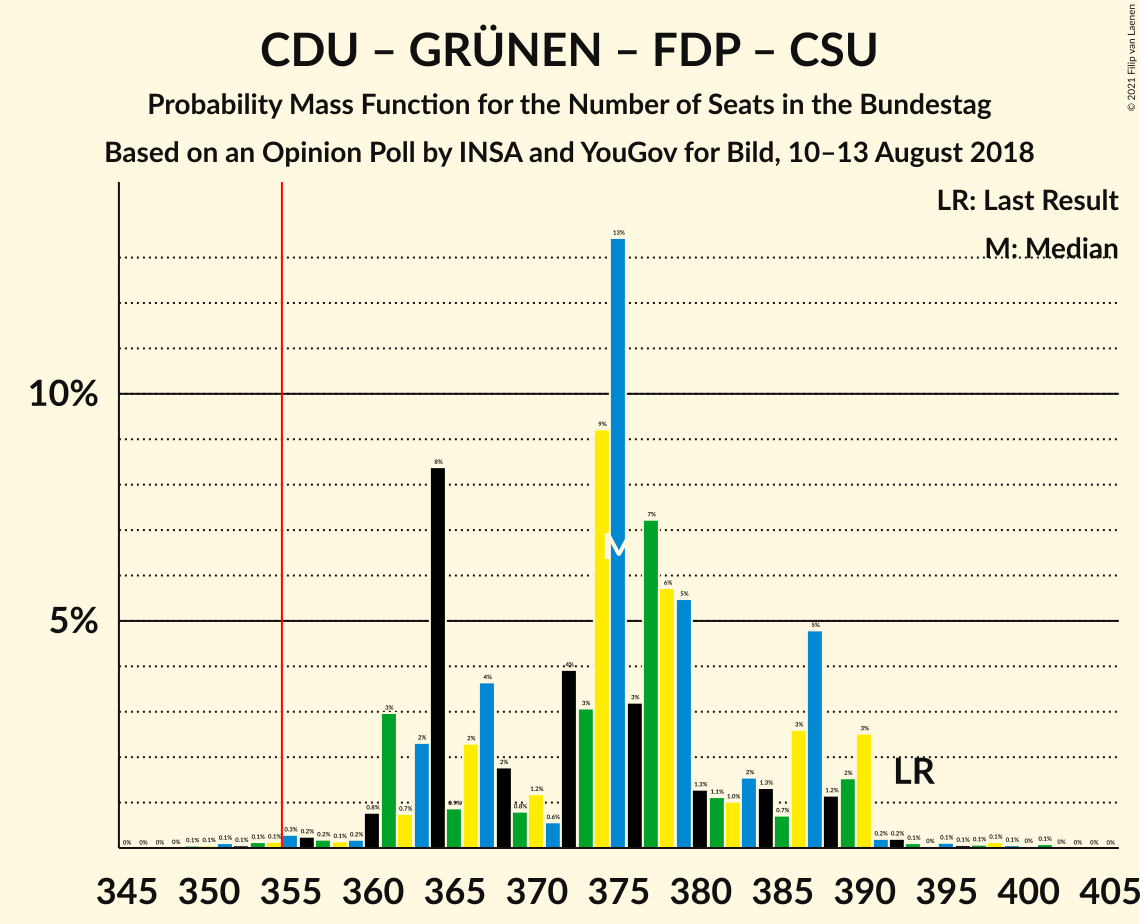 CDU – GRÜNEN – FDP – CSU
Probability Mass Function for the Number of Seats in the Bundestag
Based on an Opinion Poll by INSA and YouGov for Bild, 10–13 August 2018
© 2021 Filip van Laenen
LR: Last Result
M: Median
10%
5%
0% 0% 0% 0% 0.1% 0.1% 0.1% 0.1% 0.1% 0.1% 0.3% 0.2% 0.2% 0.1% 0.2% 0.8% 3% 0.7% 2% 8% 0.9% 2% 4% 2% 0.8% 1.2% 0.6% 4% 3% 9% 13% 3% 7% 6% 5% 1.3% 1.1% 1.0% 2% 1.3% 0.7% 3% 5% 1.2% 2% 3% 0.2% 0.2% 0.1% 0% 0.1% 0.1% 0.1% 0.1% 0.1% 0% 0.1% 0% 0% 0% 0%
M
LR
345 350 355 360 365 370 375 380 385 390 395 400 405